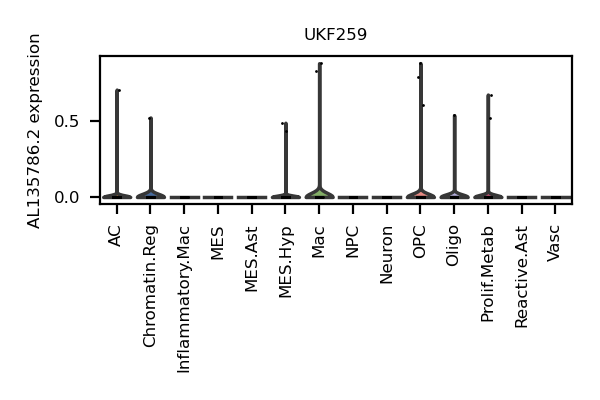 UKF259
AL135786.2 expression
0.5
0.0
AC
Chromatin.Reg
Inflammatory.Mac
MES
MES.Ast
MES.Hyp
Mac
NPC
Neuron
OPC
Oligo
Prolif.Metab
Reactive.Ast
Vasc